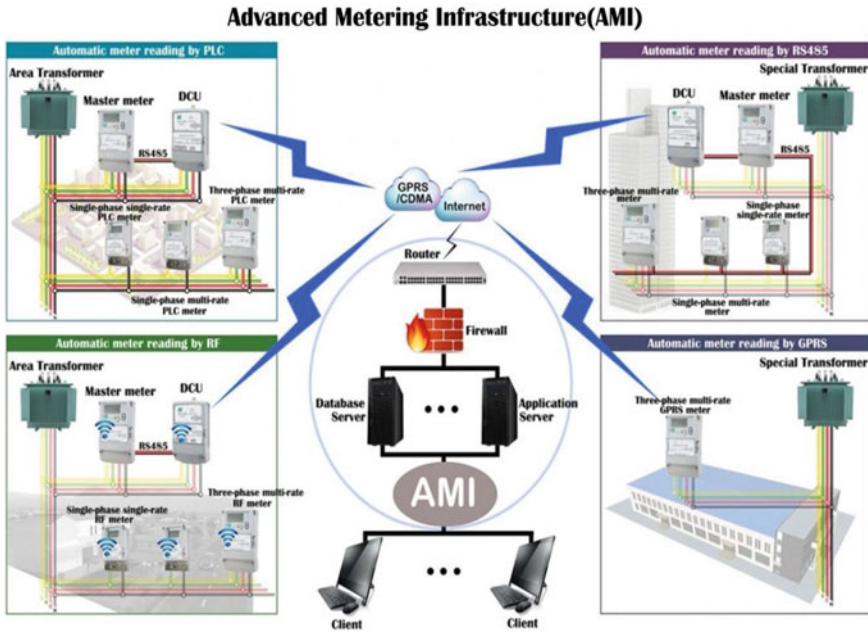 Advanced Metering Infrastructure(AMI)
Automatic meter reading by PLC
Area Transformer
Master meter
DCU
RS485
Three-phase multi-rate
PLC meter
Single-phase single-rate
PLC meter
Single-phase multi-rate
PLC meter
Automatic meter reading by RS485
Special Transformer
DCU
Master meter
RS485
Three-phase multi-rate
meter
Single-phase
single-rate meter
Single-phase multi-rate
meter
GPRS
/CDMA
Internet
Router
Firewall
Database
Server
Application
Server
AMI
Client
Client
Automatic meter reading by RF
Area Transformer
Master meter
DCU
RS485
Three-phase multi-rate
RF meter
Single-phase single-rate
RF meter
Automatic meter reading by GPRS
Special Transformer
Three-phase multi-rate
GPRS meter